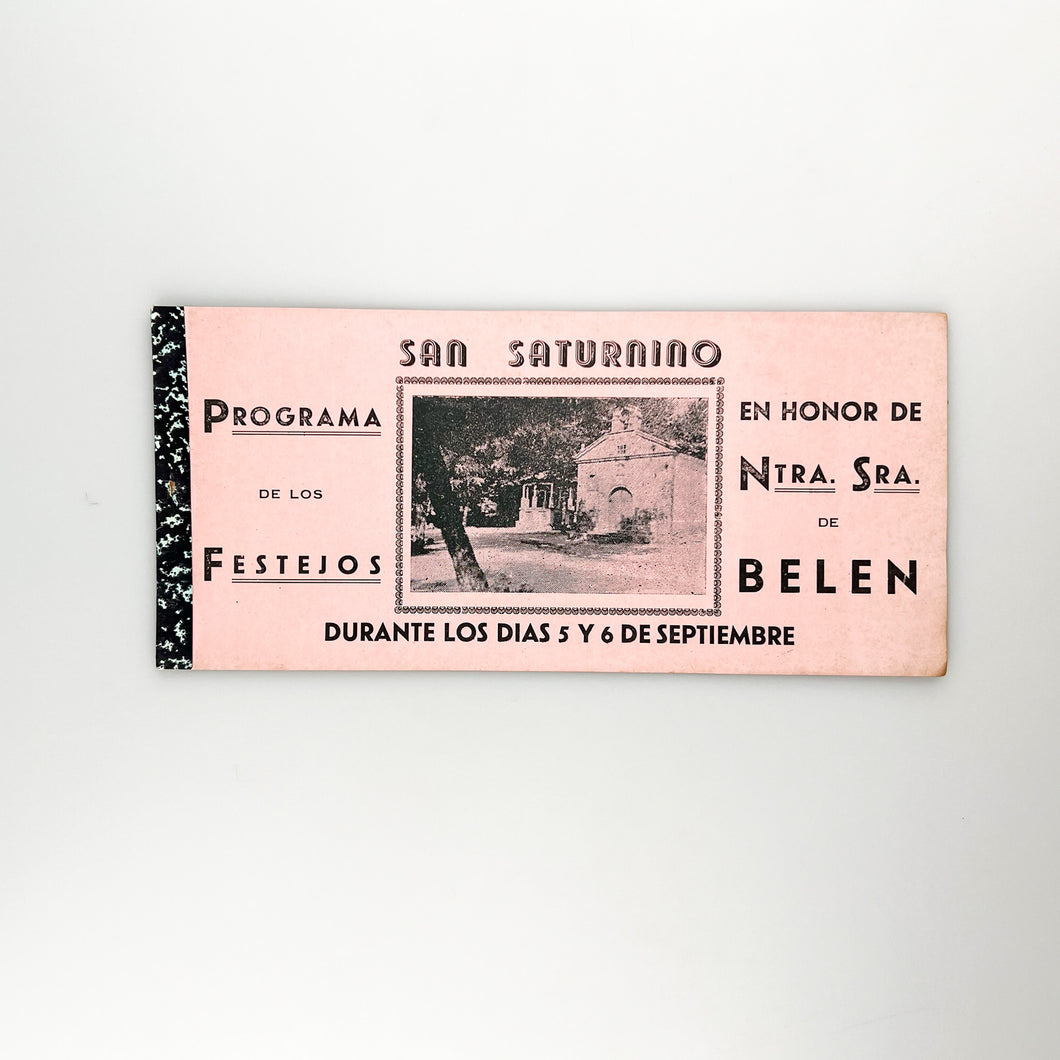 SAN SATURNINO
PROGRAMA
DE LOS
FESTEJOS
EN HONOR DE
NTRA. SRA.
DE
BELEN
DURANTE LOS DIAS 5 Y 6 DE SEPTIEMBRE